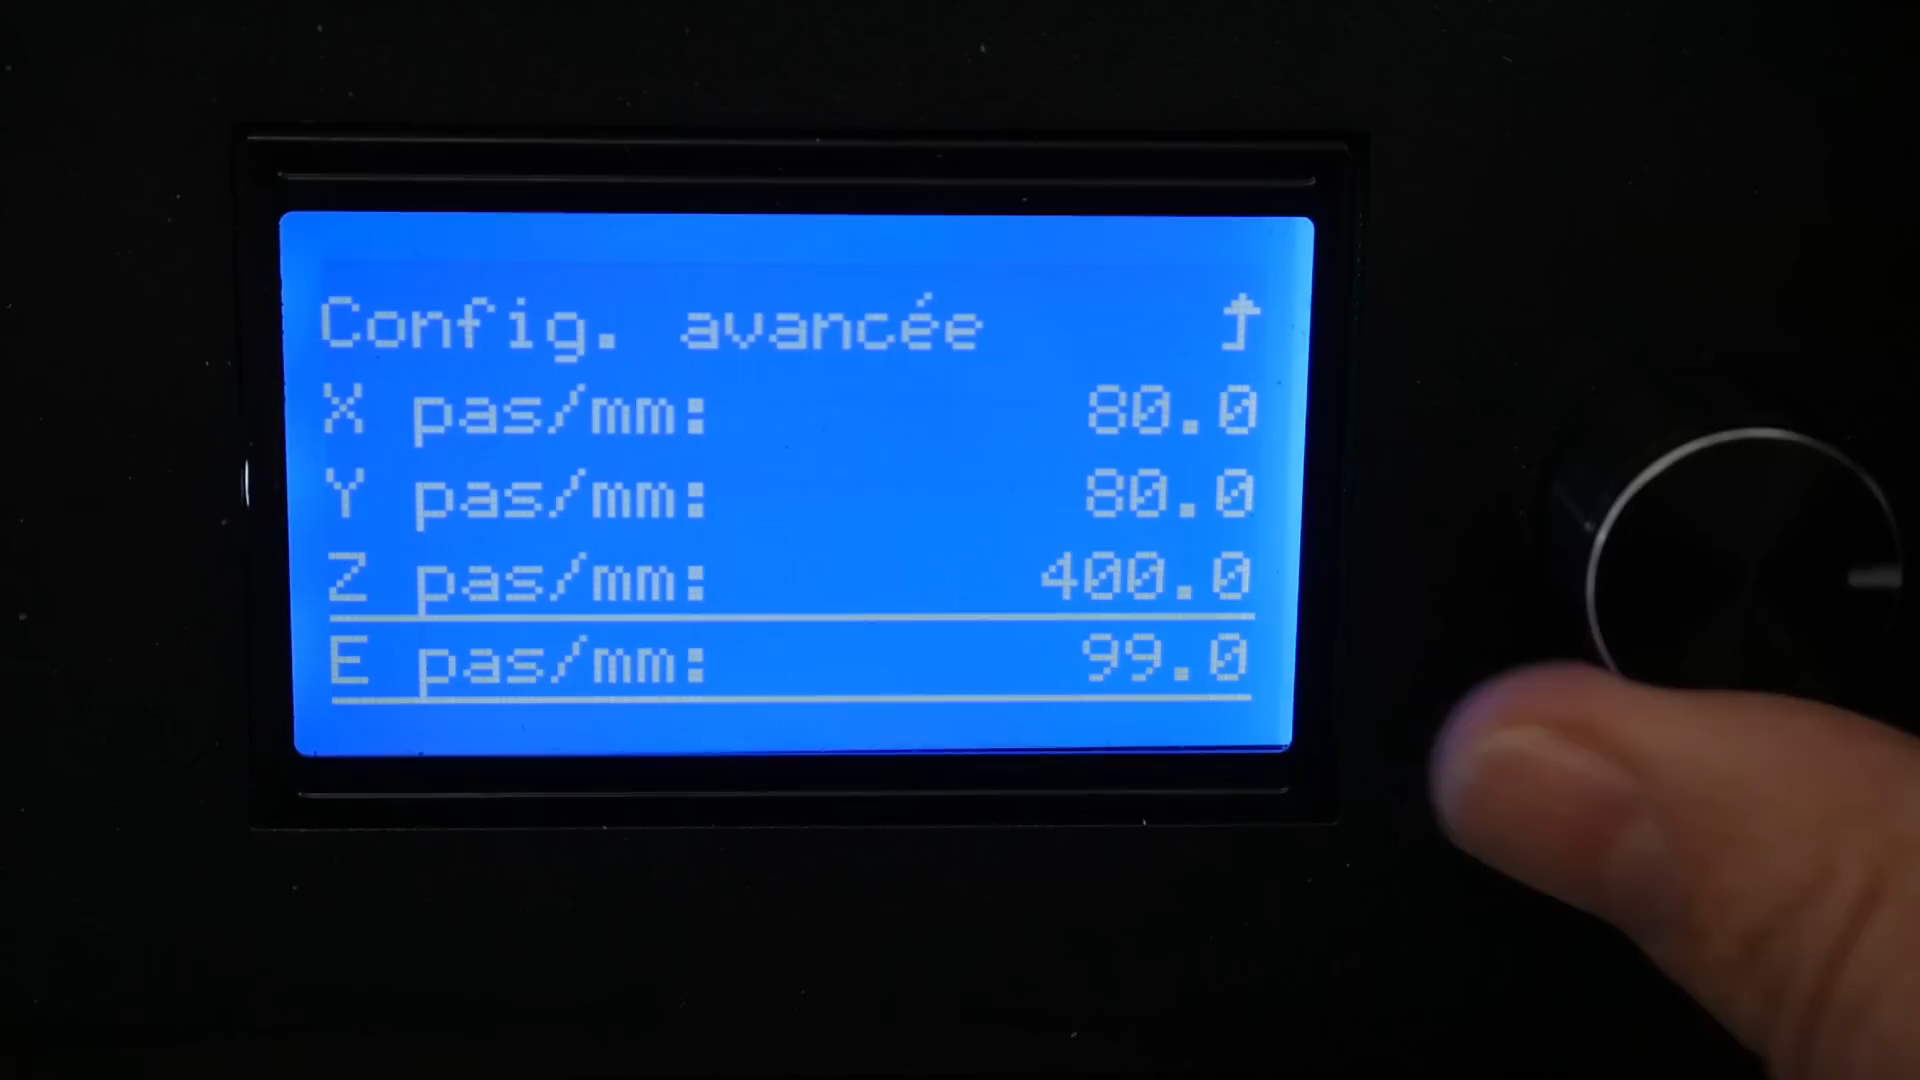 Config. avancée
X pas/mm: 80.0
Y pas/mm: 80.0
Z pas/mm: 400.0
E pas/mm: 99.0